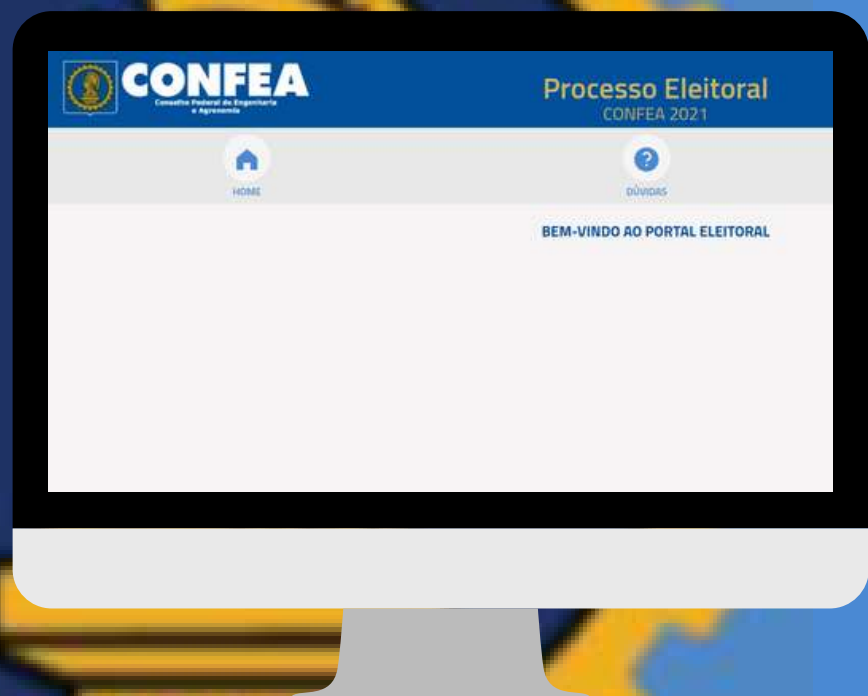 CONFEA
Conselho Federal de Engenharia
e Agronomia
Processo Eleitoral
CONFEA 2021
HOME
DÚVIDAS
BEM-VINDO AO PORTAL ELEITORAL